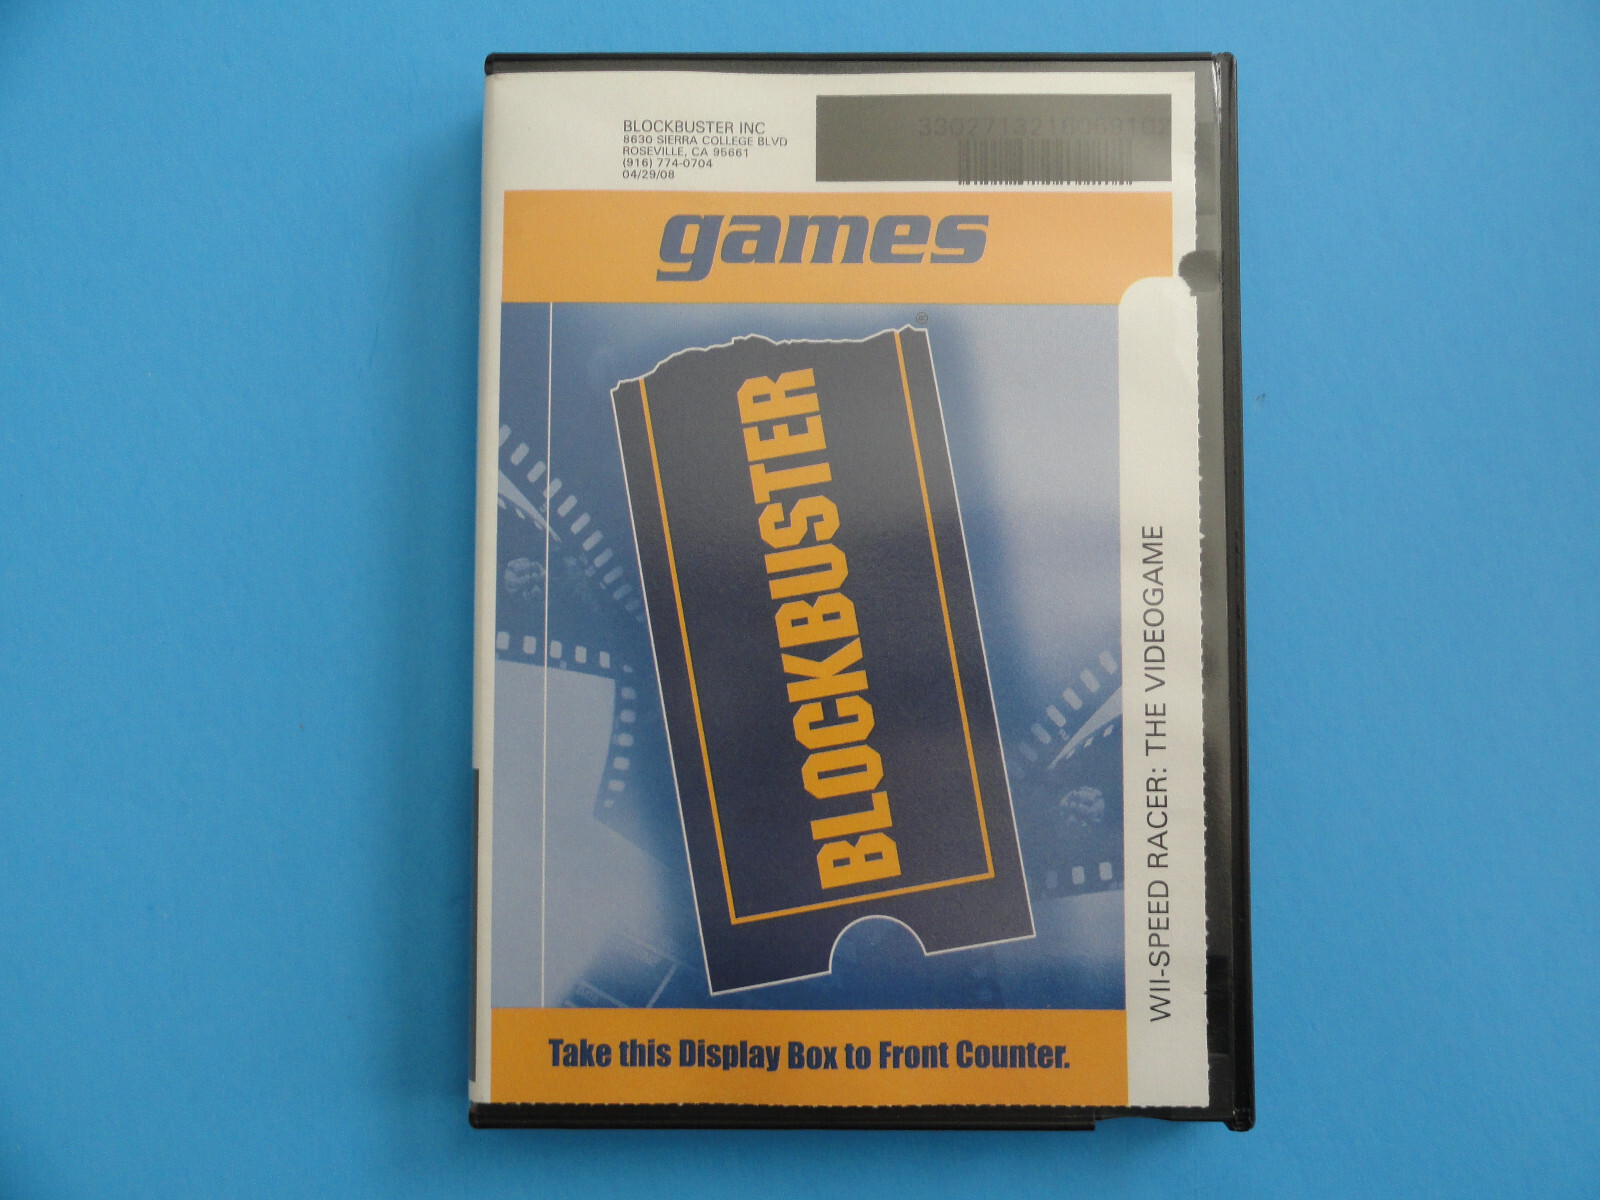 BLOCKBUSTER INC
8630 SIERRA COLLEGE BLVD
ROSEVILLE, CA 95661
(916) 774-0704
04/29/08
games
®
BLOCKBUSTER
WII-SPEED RACER: THE VIDEOGAME
Take this Display Box to Front Counter.